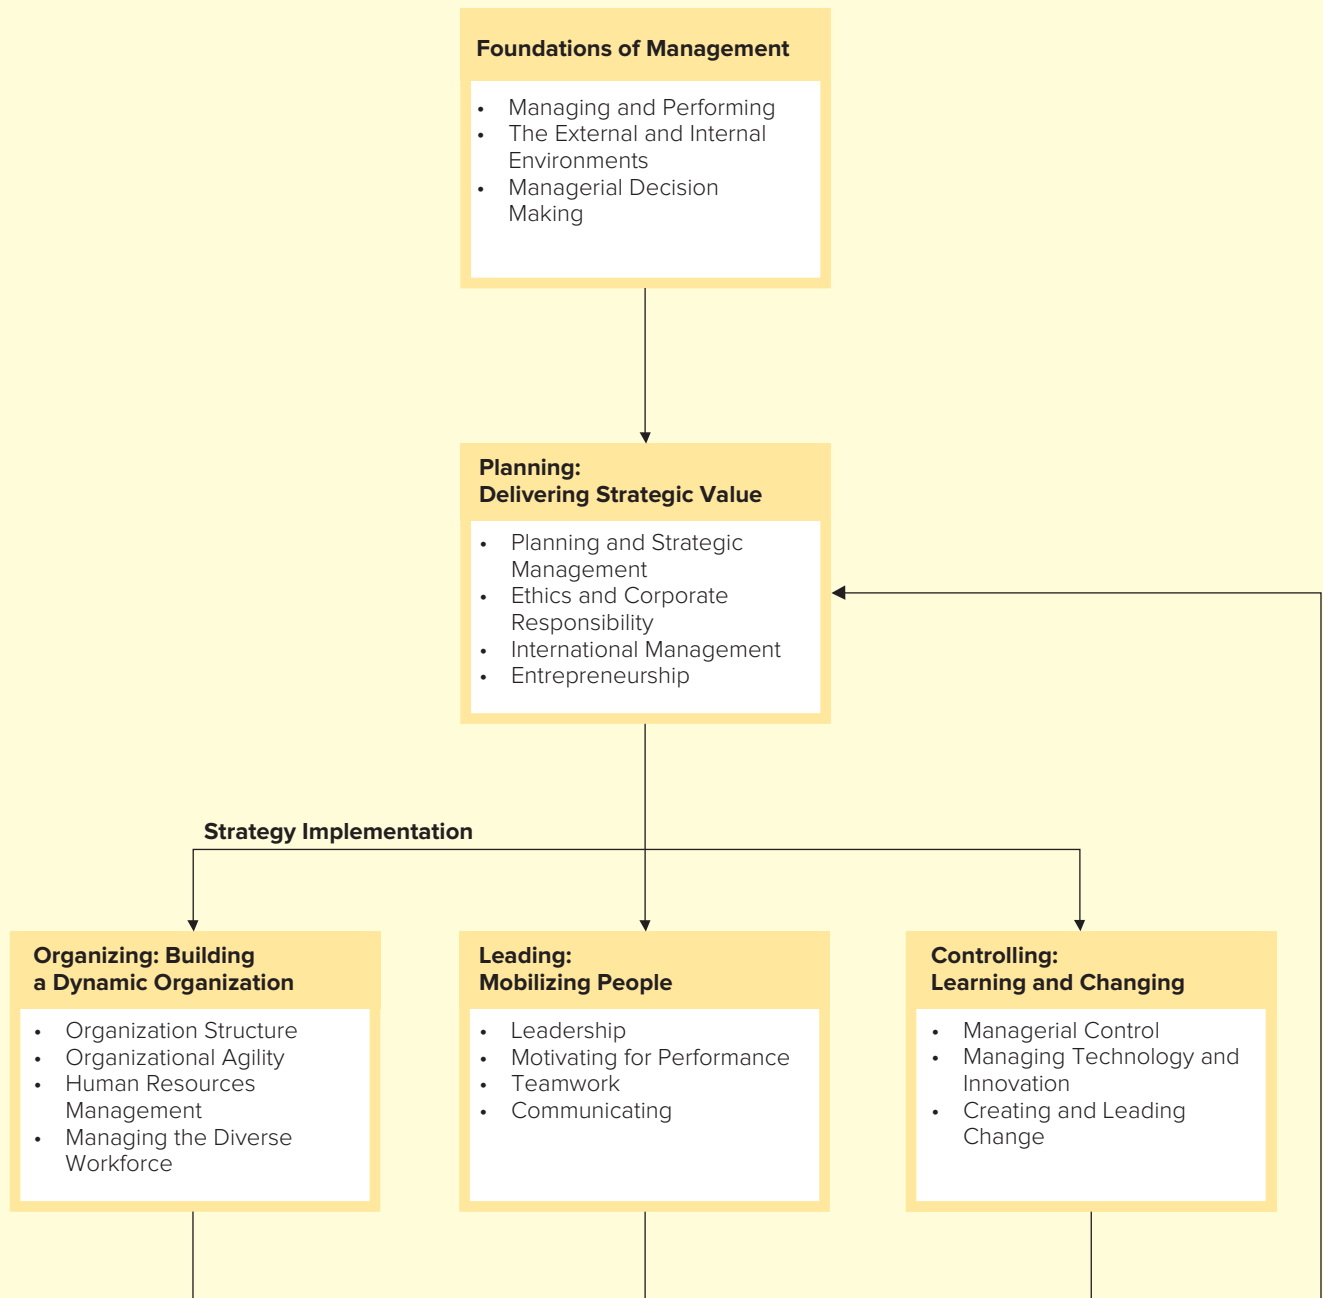 Foundations of Management
• Managing and Performing
• The External and Internal
Environments
• Managerial Decision
Making
Planning:
Delivering Strategic Value
• Planning and Strategic
Management
• Ethics and Corporate
Responsibility
• International Management
• Entrepreneurship
Strategy Implementation
Organizing: Building
a Dynamic Organization
• Organization Structure
• Organizational Agility
• Human Resources
Management
• Managing the Diverse
Workforce
Leading:
Mobilizing People
• Leadership
• Motivating for Performance
• Teamwork
• Communicating
Controlling:
Learning and Changing
• Managerial Control
• Managing Technology and
Innovation
• Creating and Leading
Change